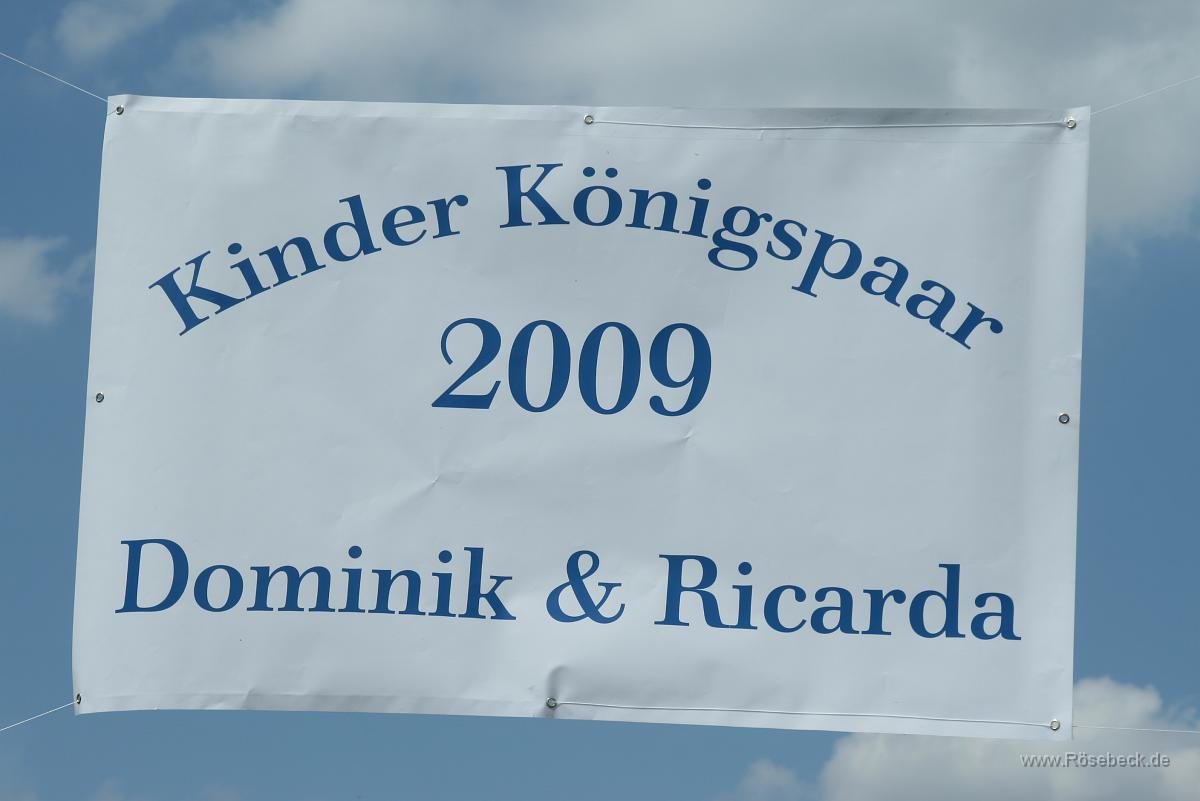 Kinder Königspaar
2009
Dominik & Ricarda
www.Rösebeck.de